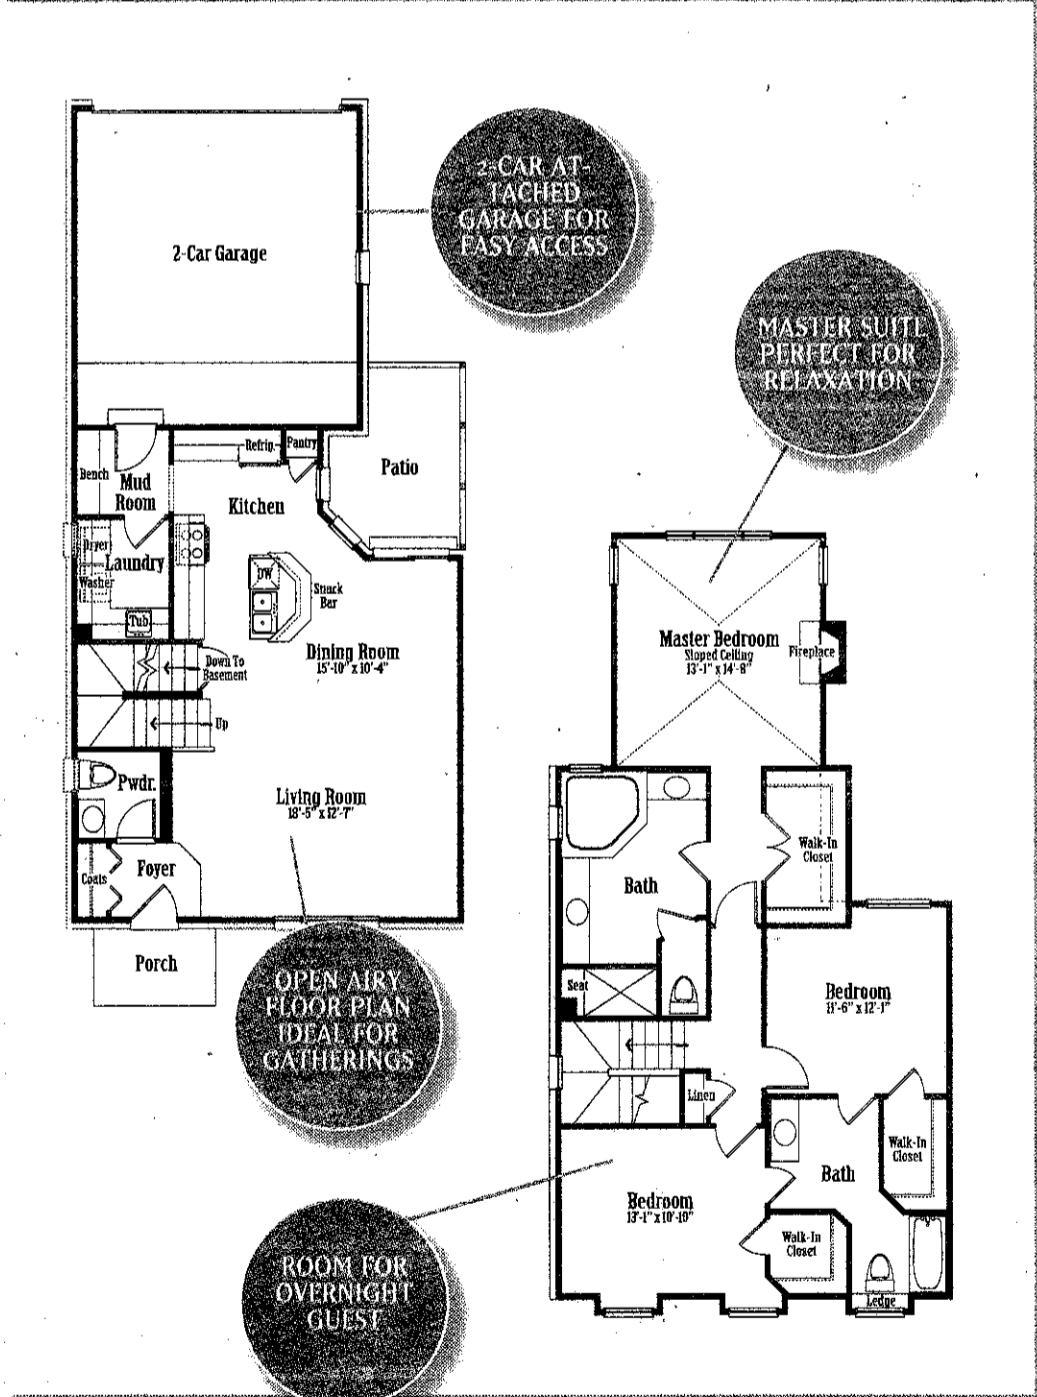 2-CAR AT-
TACHED
GARAGE FOR
EASY ACCESS
2-Car Garage
MASTER SUITE
PERFECT FOR
RELAXATION
Refrig.
Pantry
Bench
Mud
Room
Kitchen
Patio
Dryer
Laundry
Washer
DW
Snack
Bar
Tub
Dining Room
15'-10" x 10'-4"
Down To
Basement
Up
Pwdr.
Living Room
18'-5" x 12'-7"
Coats
Foyer
Porch
OPEN AIRY
FLOOR PLAN
IDEAL FOR
GATHERINGS
Master Bedroom
Sloped Ceiling
13'-1" x 14'-8"
Fireplace
Walk-In
Closet
Bath
Seat
Bedroom
11'-6" x 12'-1"
Linen
Walk-In
Closet
Bath
Bedroom
13'-1" x 10'-10"
Walk-In
Closet
Ledge
ROOM FOR
OVERNIGHT
GUEST